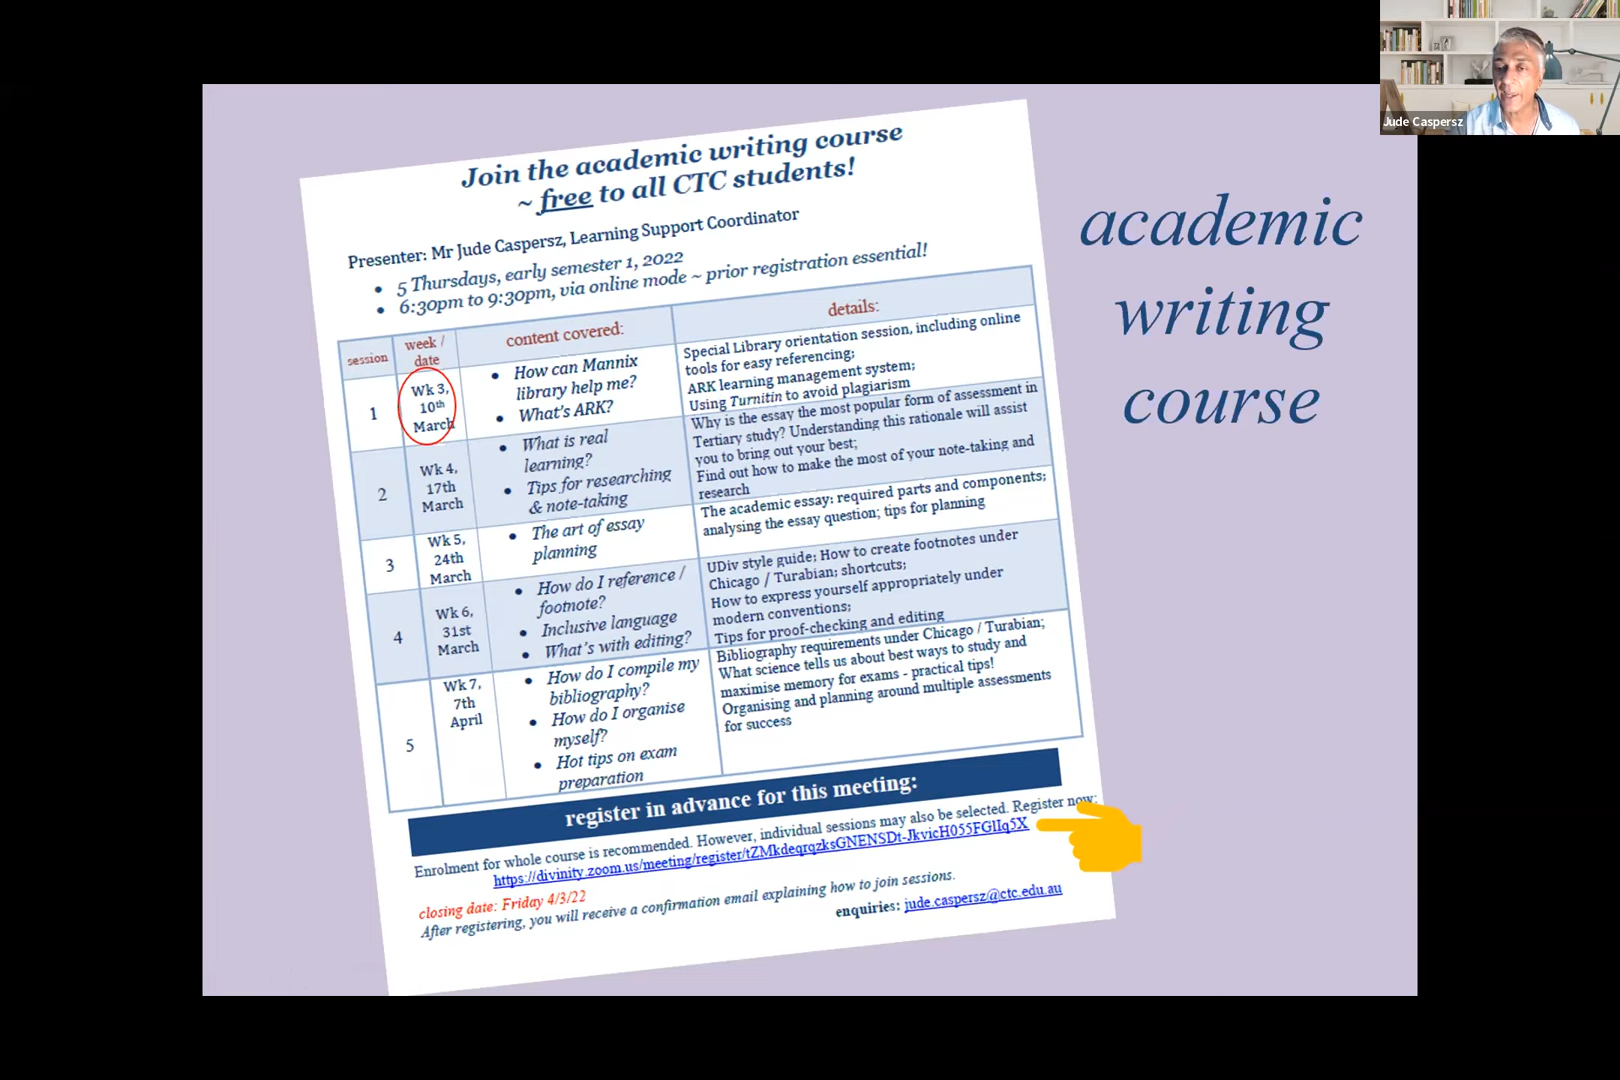 Jude Caspersz
academic
writing
course
Join the academic writing course
~ free to all CTC students!
Presenter: Mr Jude Caspersz, Learning Support Coordinator
• 5 Thursdays, early semester 1, 2022
• 6:30pm to 9:30pm, via online mode ~ prior registration essential!
session
week /
date
content covered:
details:
1
Wk 3,
10th
March
• How can Mannix
library help me?
• What's ARK?
Special Library orientation session, including online
tools for easy referencing;
ARK learning management system;
Using Turnitin to avoid plagiarism
2
Wk 4,
17th
March
• What is real
learning?
• Tips for researching
& note-taking
Why is the essay the most popular form of assessment in
Tertiary study? Understanding this rationale will assist
you to bring out your best;
Find out how to make the most of your note-taking and
research
3
Wk 5,
24th
March
• The art of essay
planning
The academic essay: required parts and components;
analysing the essay question; tips for planning
4
Wk 6,
31st
March
• How do I reference /
footnote?
• Inclusive language
• What's with editing?
UDiv style guide; How to create footnotes under
Chicago / Turabian; shortcuts;
How to express yourself appropriately under
modern conventions;
Tips for proof-checking and editing
5
Wk 7,
7th
April
• How do I compile my
bibliography?
• How do I organise
myself?
• Hot tips on exam
preparation
Bibliography requirements under Chicago / Turabian;
What science tells us about best ways to study and
maximise memory for exams - practical tips!
Organising and planning around multiple assessments
for success
register in advance for this meeting:
Enrolment for whole course is recommended. However, individual sessions may also be selected. Register now:
https://divinity.zoom.us/meeting/register/tZMkdeqrqzksGNENSDt-JkvicH055FGlIq5X
closing date: Friday 4/3/22
After registering, you will receive a confirmation email explaining how to join sessions.
enquiries: jude.caspersz@ctc.edu.au